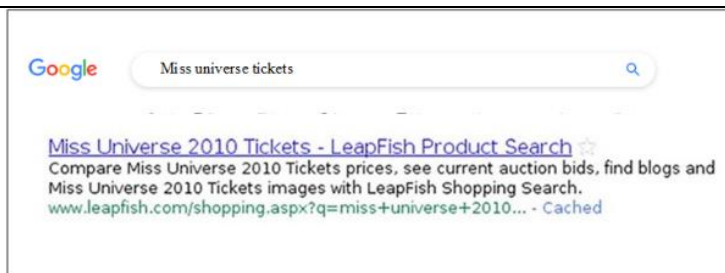 Google
Miss universe tickets
Miss Universe 2010 Tickets - LeapFish Product Search
Compare Miss Universe 2010 Tickets prices, see current auction bids, find blogs and
Miss Universe 2010 Tickets images with LeapFish Shopping Search.
www.leapfish.com/shopping.aspx?q=miss+universe+2010... - Cached